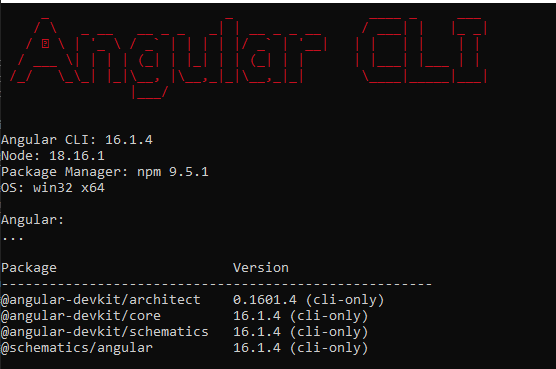 Angular CLI
Angular CLI: 16.1.4
Node: 18.16.1
Package Manager: npm 9.5.1
OS: win32 x64
Angular:
...
Package Version
------------------------------------------------------
@angular-devkit/architect 0.1601.4 (cli-only)
@angular-devkit/core 16.1.4 (cli-only)
@angular-devkit/schematics 16.1.4 (cli-only)
@schematics/angular 16.1.4 (cli-only)